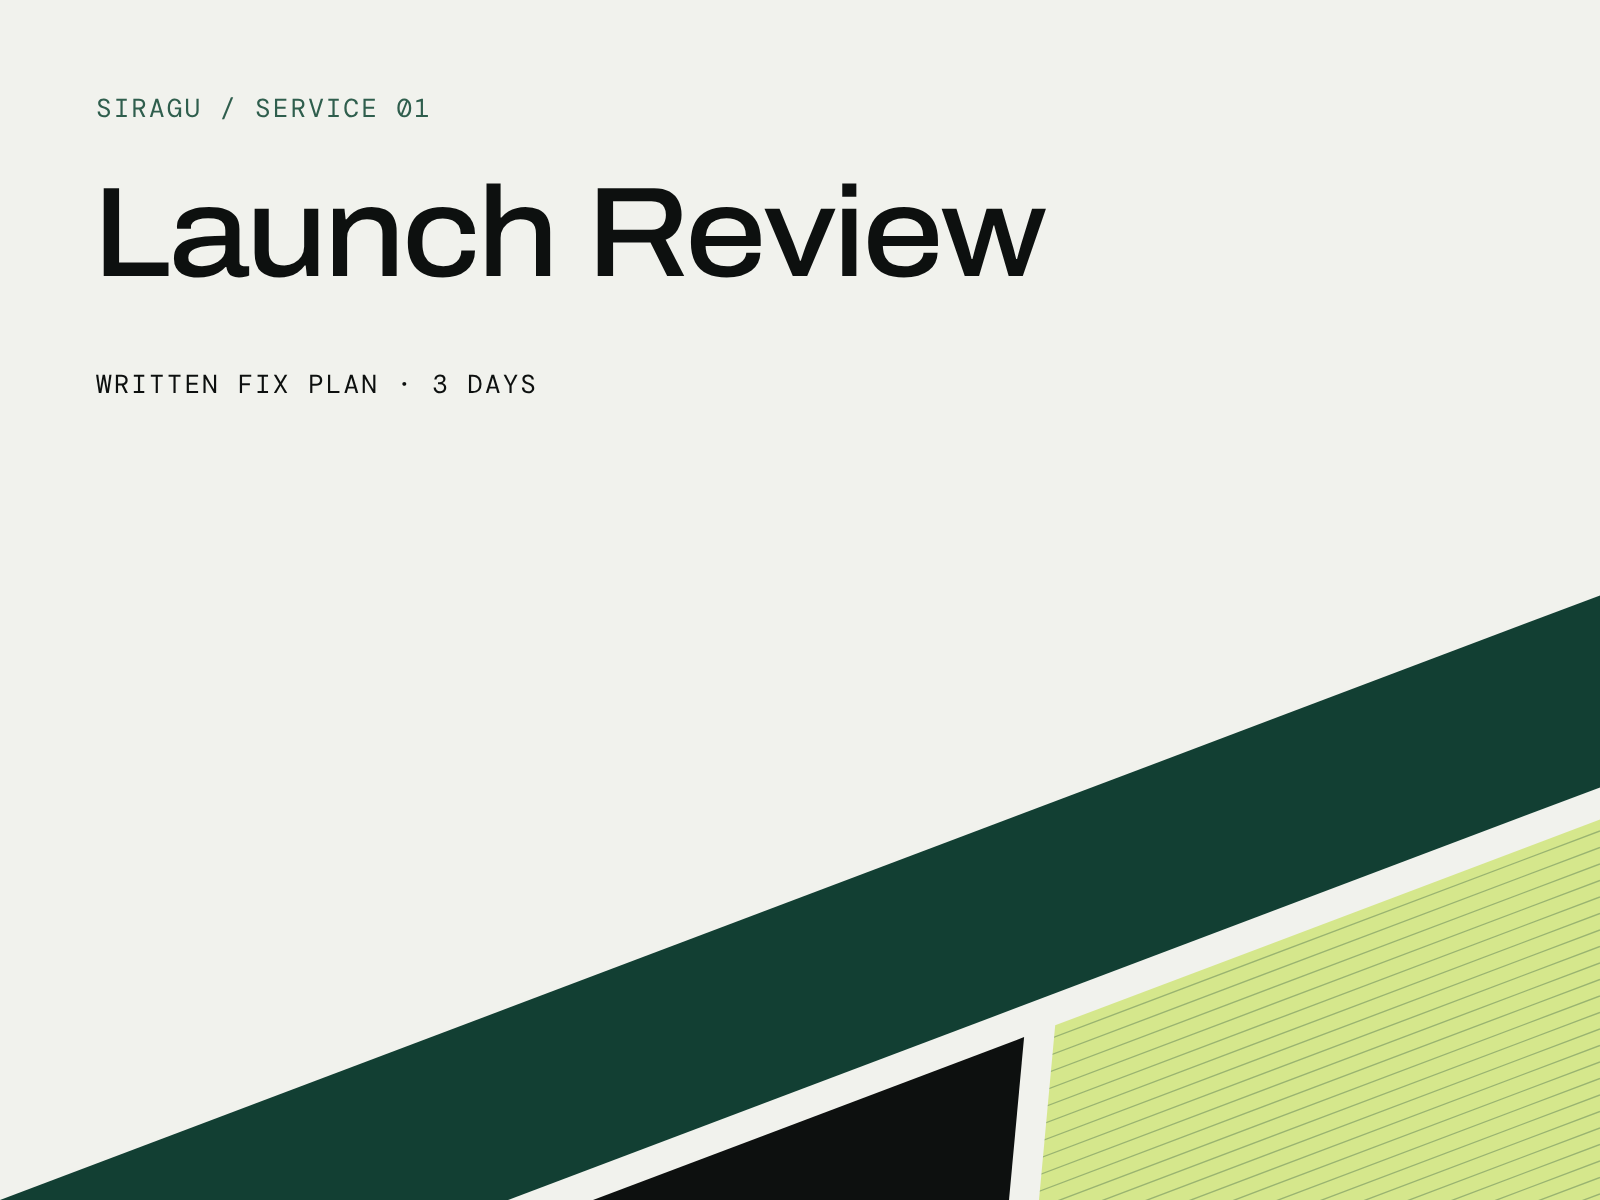 SIRAGU / SERVICE 01
Launch Review
WRITTEN FIX PLAN · 3 DAYS